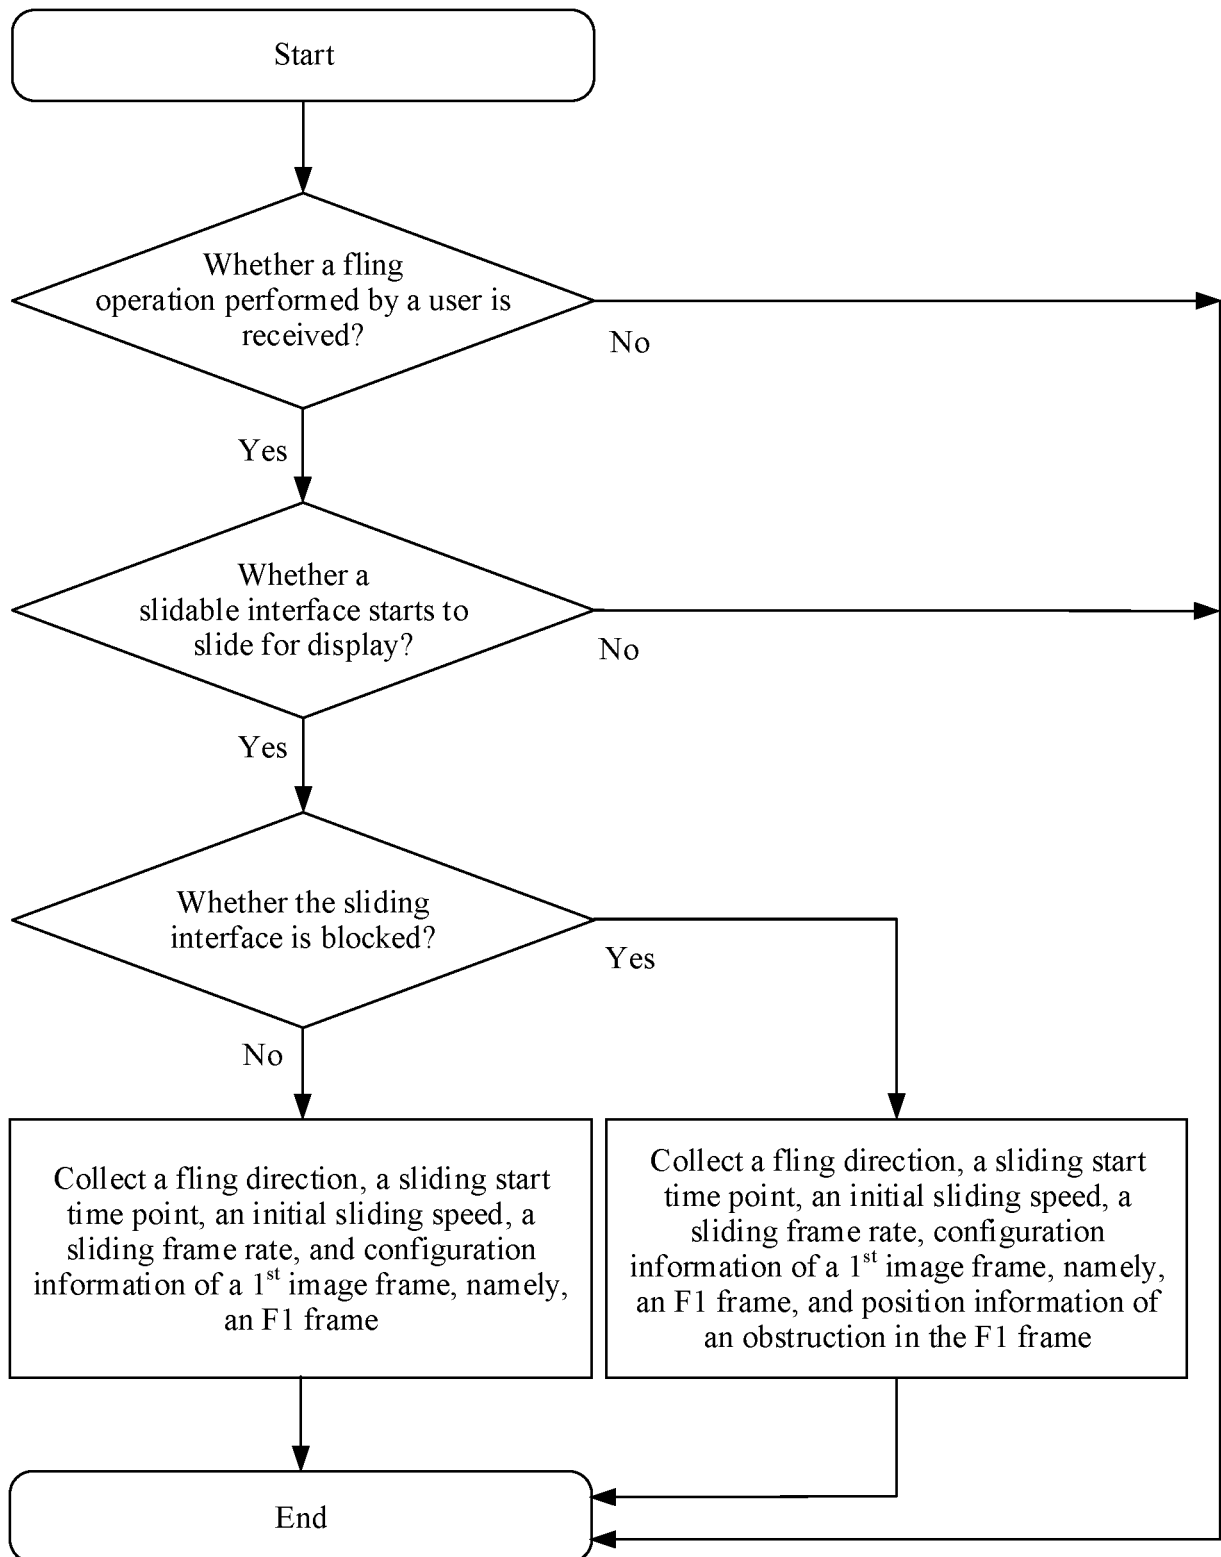 Start
Whether a fling
operation performed by a user is
received?
No
Yes
Whether a
slidable interface starts to
slide for display?
No
Yes
Whether the sliding
interface is blocked?
Yes
No
Collect a fling direction, a sliding start
time point, an initial sliding speed, a
sliding frame rate, and configuration
information of a 1st image frame, namely,
an F1 frame
Collect a fling direction, a sliding start
time point, an initial sliding speed, a
sliding frame rate, configuration
information of a 1st image frame, namely,
an F1 frame, and position information of
an obstruction in the F1 frame
End